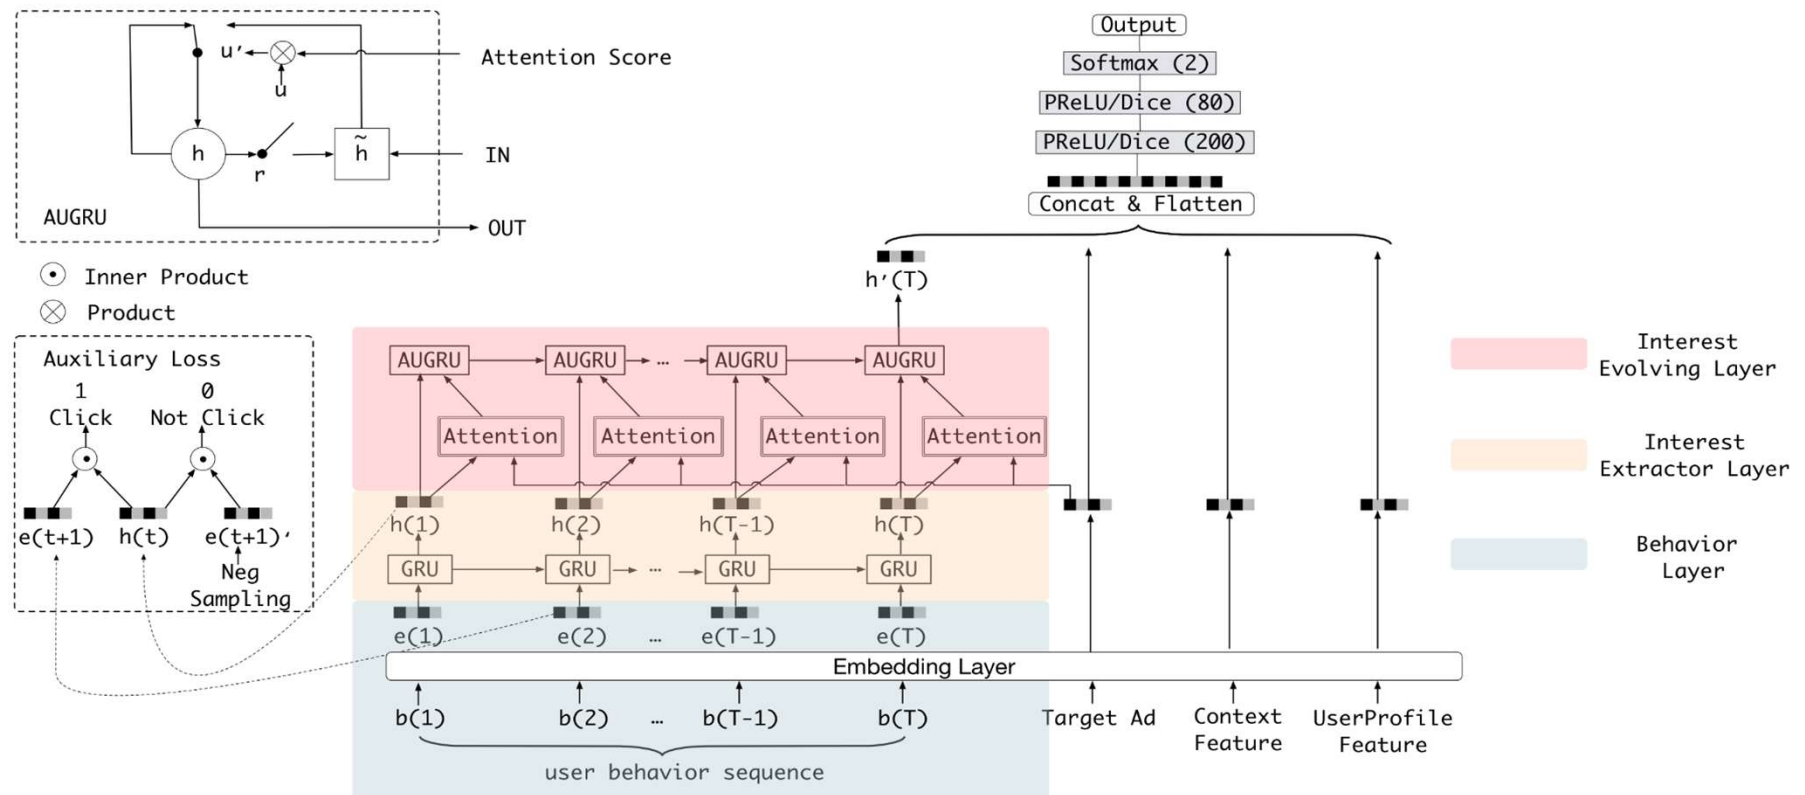 u′
u
Attention Score
h
r
h̃
IN
AUGRU
OUT
Inner Product
Product
Auxiliary Loss
1
0
Click
Not Click
e(t+1)
h(t)
e(t+1)′
Neg
Sampling
Output
Softmax (2)
PReLU/Dice (80)
PReLU/Dice (200)
Concat & Flatten
h′(T)
AUGRU AUGRU … AUGRU AUGRU
Attention Attention Attention Attention
h(1) h(2) h(T-1) h(T)
GRU GRU … GRU GRU
e(1) e(2) … e(T-1) e(T)
Embedding Layer
b(1) b(2) … b(T-1) b(T)
user behavior sequence
Target Ad
Context
Feature
UserProfile
Feature
Interest
Evolving Layer
Interest
Extractor Layer
Behavior
Layer